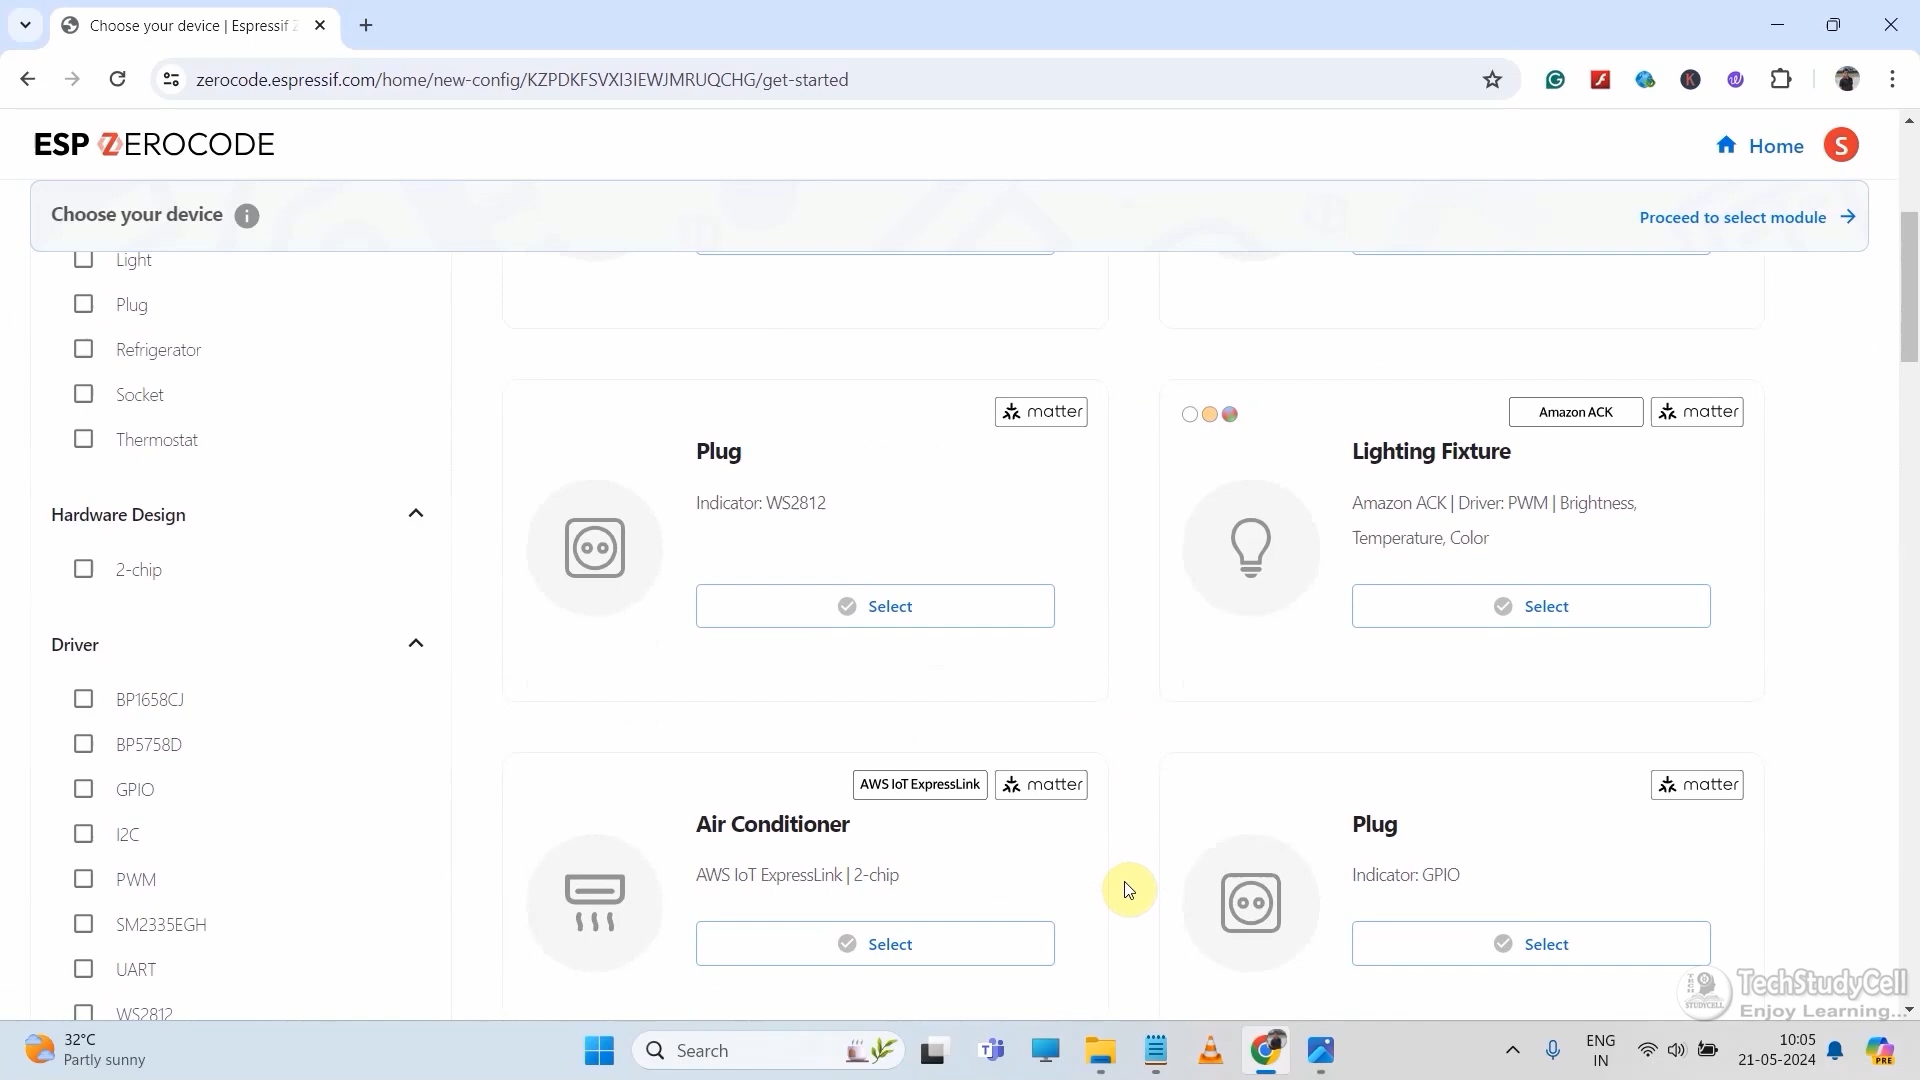 Choose your device | Espressif Z
zerocode.espressif.com/home/new-config/KZPDKFSVXI3IEWJMRUQCHG/get-started
ESP ZEROCODE
Home
S
Choose your device
Proceed to select module
Light
Plug
Refrigerator
Socket
Thermostat
Hardware Design
2-chip
Driver
BP1658CJ
BP5758D
GPIO
I2C
PWM
SM2335EGH
UART
WS2812
matter
Plug
Indicator: WS2812
Select
Amazon ACK
matter
Lighting Fixture
Amazon ACK | Driver: PWM | Brightness,
Temperature, Color
Select
AWS IoT ExpressLink
matter
Air Conditioner
AWS IoT ExpressLink | 2-chip
Select
matter
Plug
Indicator: GPIO
Select
TechStudyCell
Enjoy Learning...
32°C
Partly sunny
Search
ENG
IN
10:05
21-05-2024
PRE